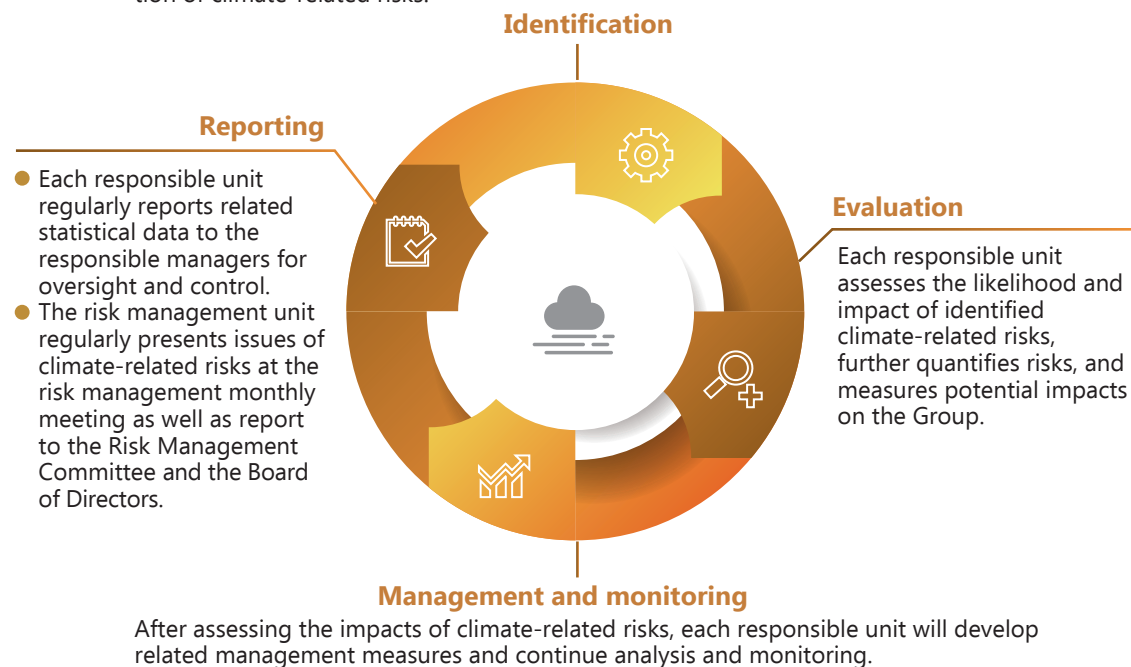 tion of climate-related risks.
Identification
Reporting
● Each responsible unit
regularly reports related
statistical data to the
responsible managers for
oversight and control.
● The risk management unit
regularly presents issues of
climate-related risks at the
risk management monthly
meeting as well as report
to the Risk Management
Committee and the Board
of Directors.
Evaluation
Each responsible unit
assesses the likelihood and
impact of identified
climate-related risks,
further quantifies risks, and
measures potential impacts
on the Group.
Management and monitoring
After assessing the impacts of climate-related risks, each responsible unit will develop
related management measures and continue analysis and monitoring.